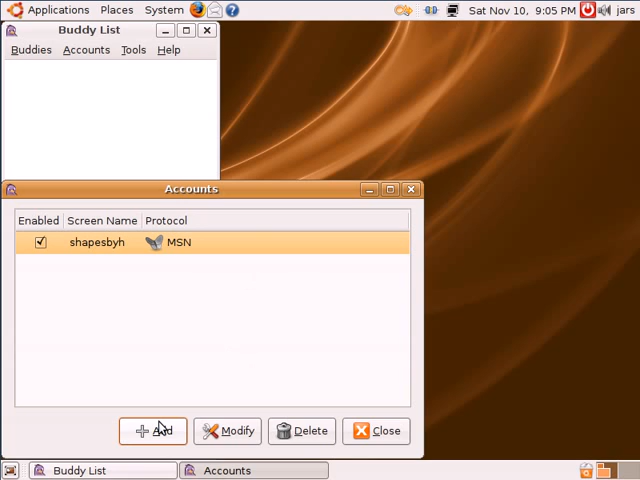 Applications Places System Sat Nov 10, 9:05 PM jars
Buddy List
Buddies Accounts Tools Help
Accounts
Enabled Screen Name Protocol
shapesbyh MSN
Add Modify Delete Close
Buddy List Accounts